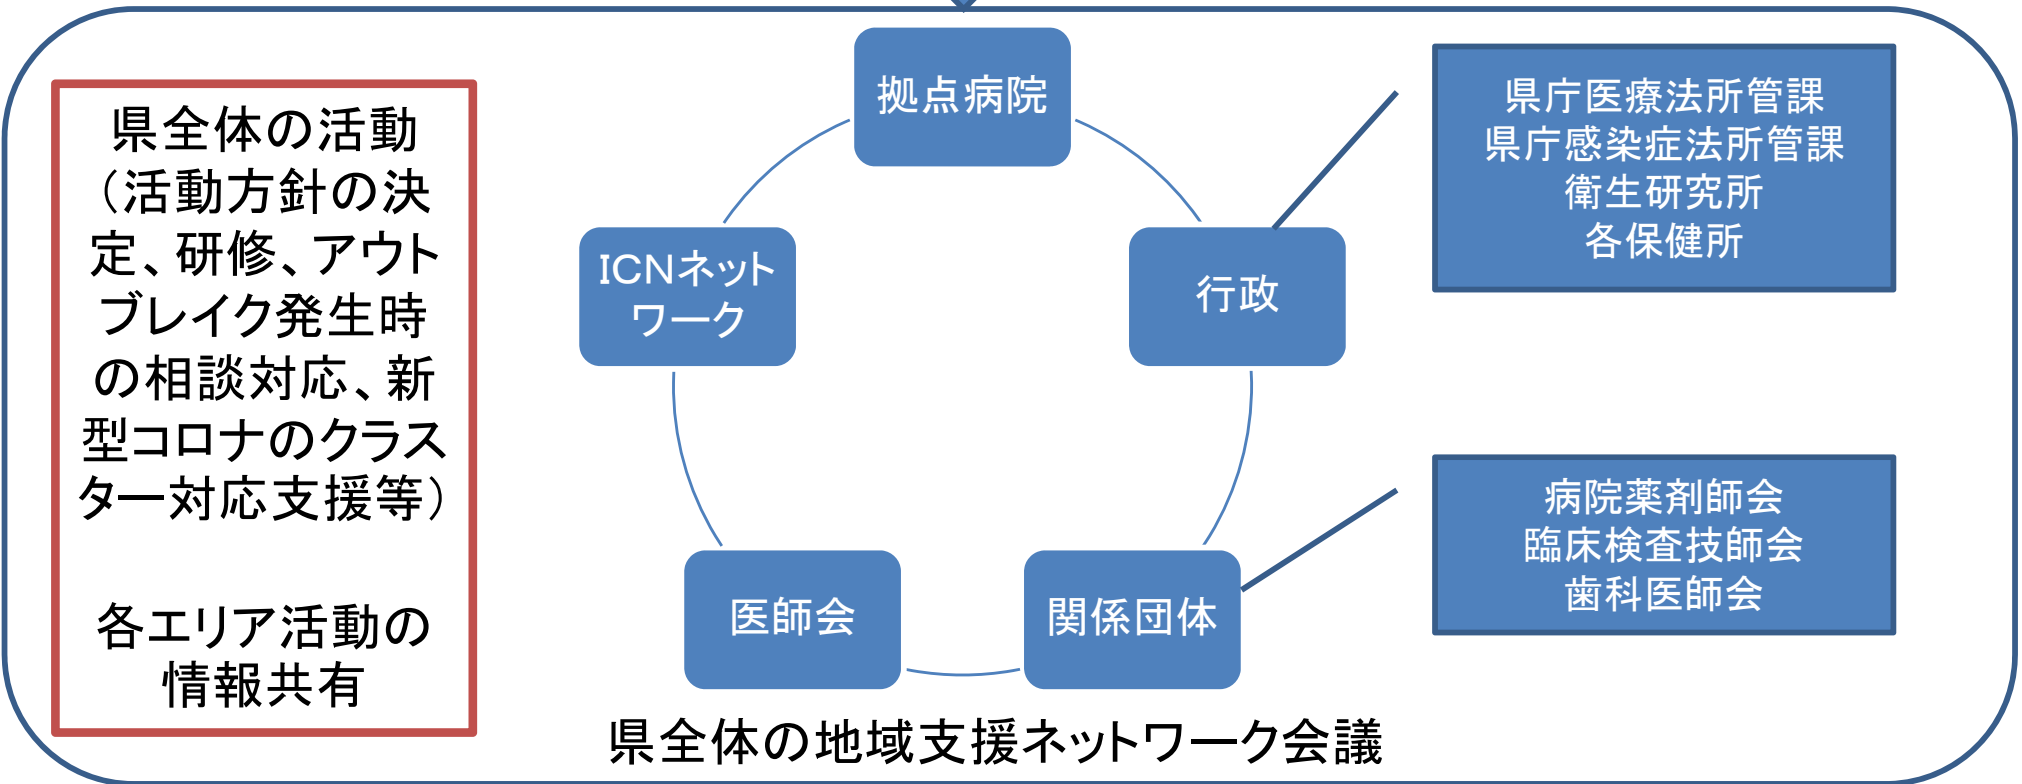 県全体の活動
（活動方針の決
定、研修、アウト
ブレイク発生時
の相談対応、新
型コロナのクラス
ター対応支援等）
各エリア活動の
情報共有
拠点病院
ICNネット
ワーク
行政
医師会
関係団体
県庁医療法所管課
県庁感染症法所管課
衛生研究所
各保健所
病院薬剤師会
臨床検査技師会
歯科医師会
県全体の地域支援ネットワーク会議